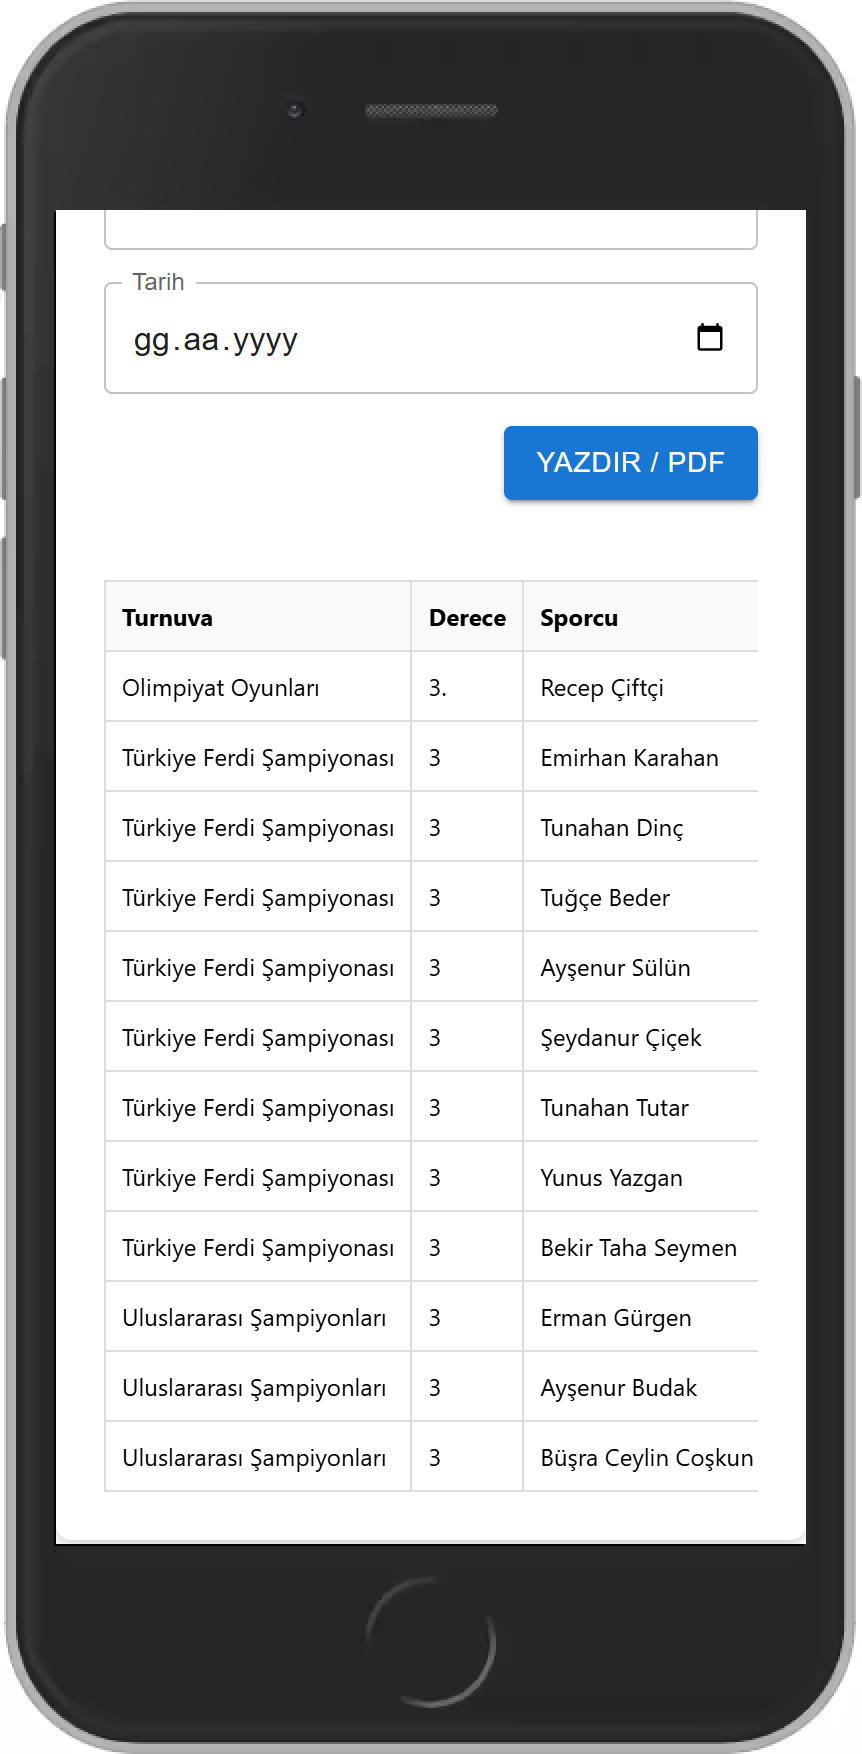 Tarih
gg.aa.yyyy
YAZDIR / PDF
Turnuva Derece Sporcu
Olimpiyat Oyunları 3. Recep Çiftçi
Türkiye Ferdi Şampiyonası 3 Emirhan Karahan
Türkiye Ferdi Şampiyonası 3 Tunahan Dinç
Türkiye Ferdi Şampiyonası 3 Tuğçe Beder
Türkiye Ferdi Şampiyonası 3 Ayşenur Sülün
Türkiye Ferdi Şampiyonası 3 Şeydanur Çiçek
Türkiye Ferdi Şampiyonası 3 Tunahan Tutar
Türkiye Ferdi Şampiyonası 3 Yunus Yazgan
Türkiye Ferdi Şampiyonası 3 Bekir Taha Seymen
Uluslararası Şampiyonları 3 Erman Gürgen
Uluslararası Şampiyonları 3 Ayşenur Budak
Uluslararası Şampiyonları 3 Büşra Ceylin Coşkun